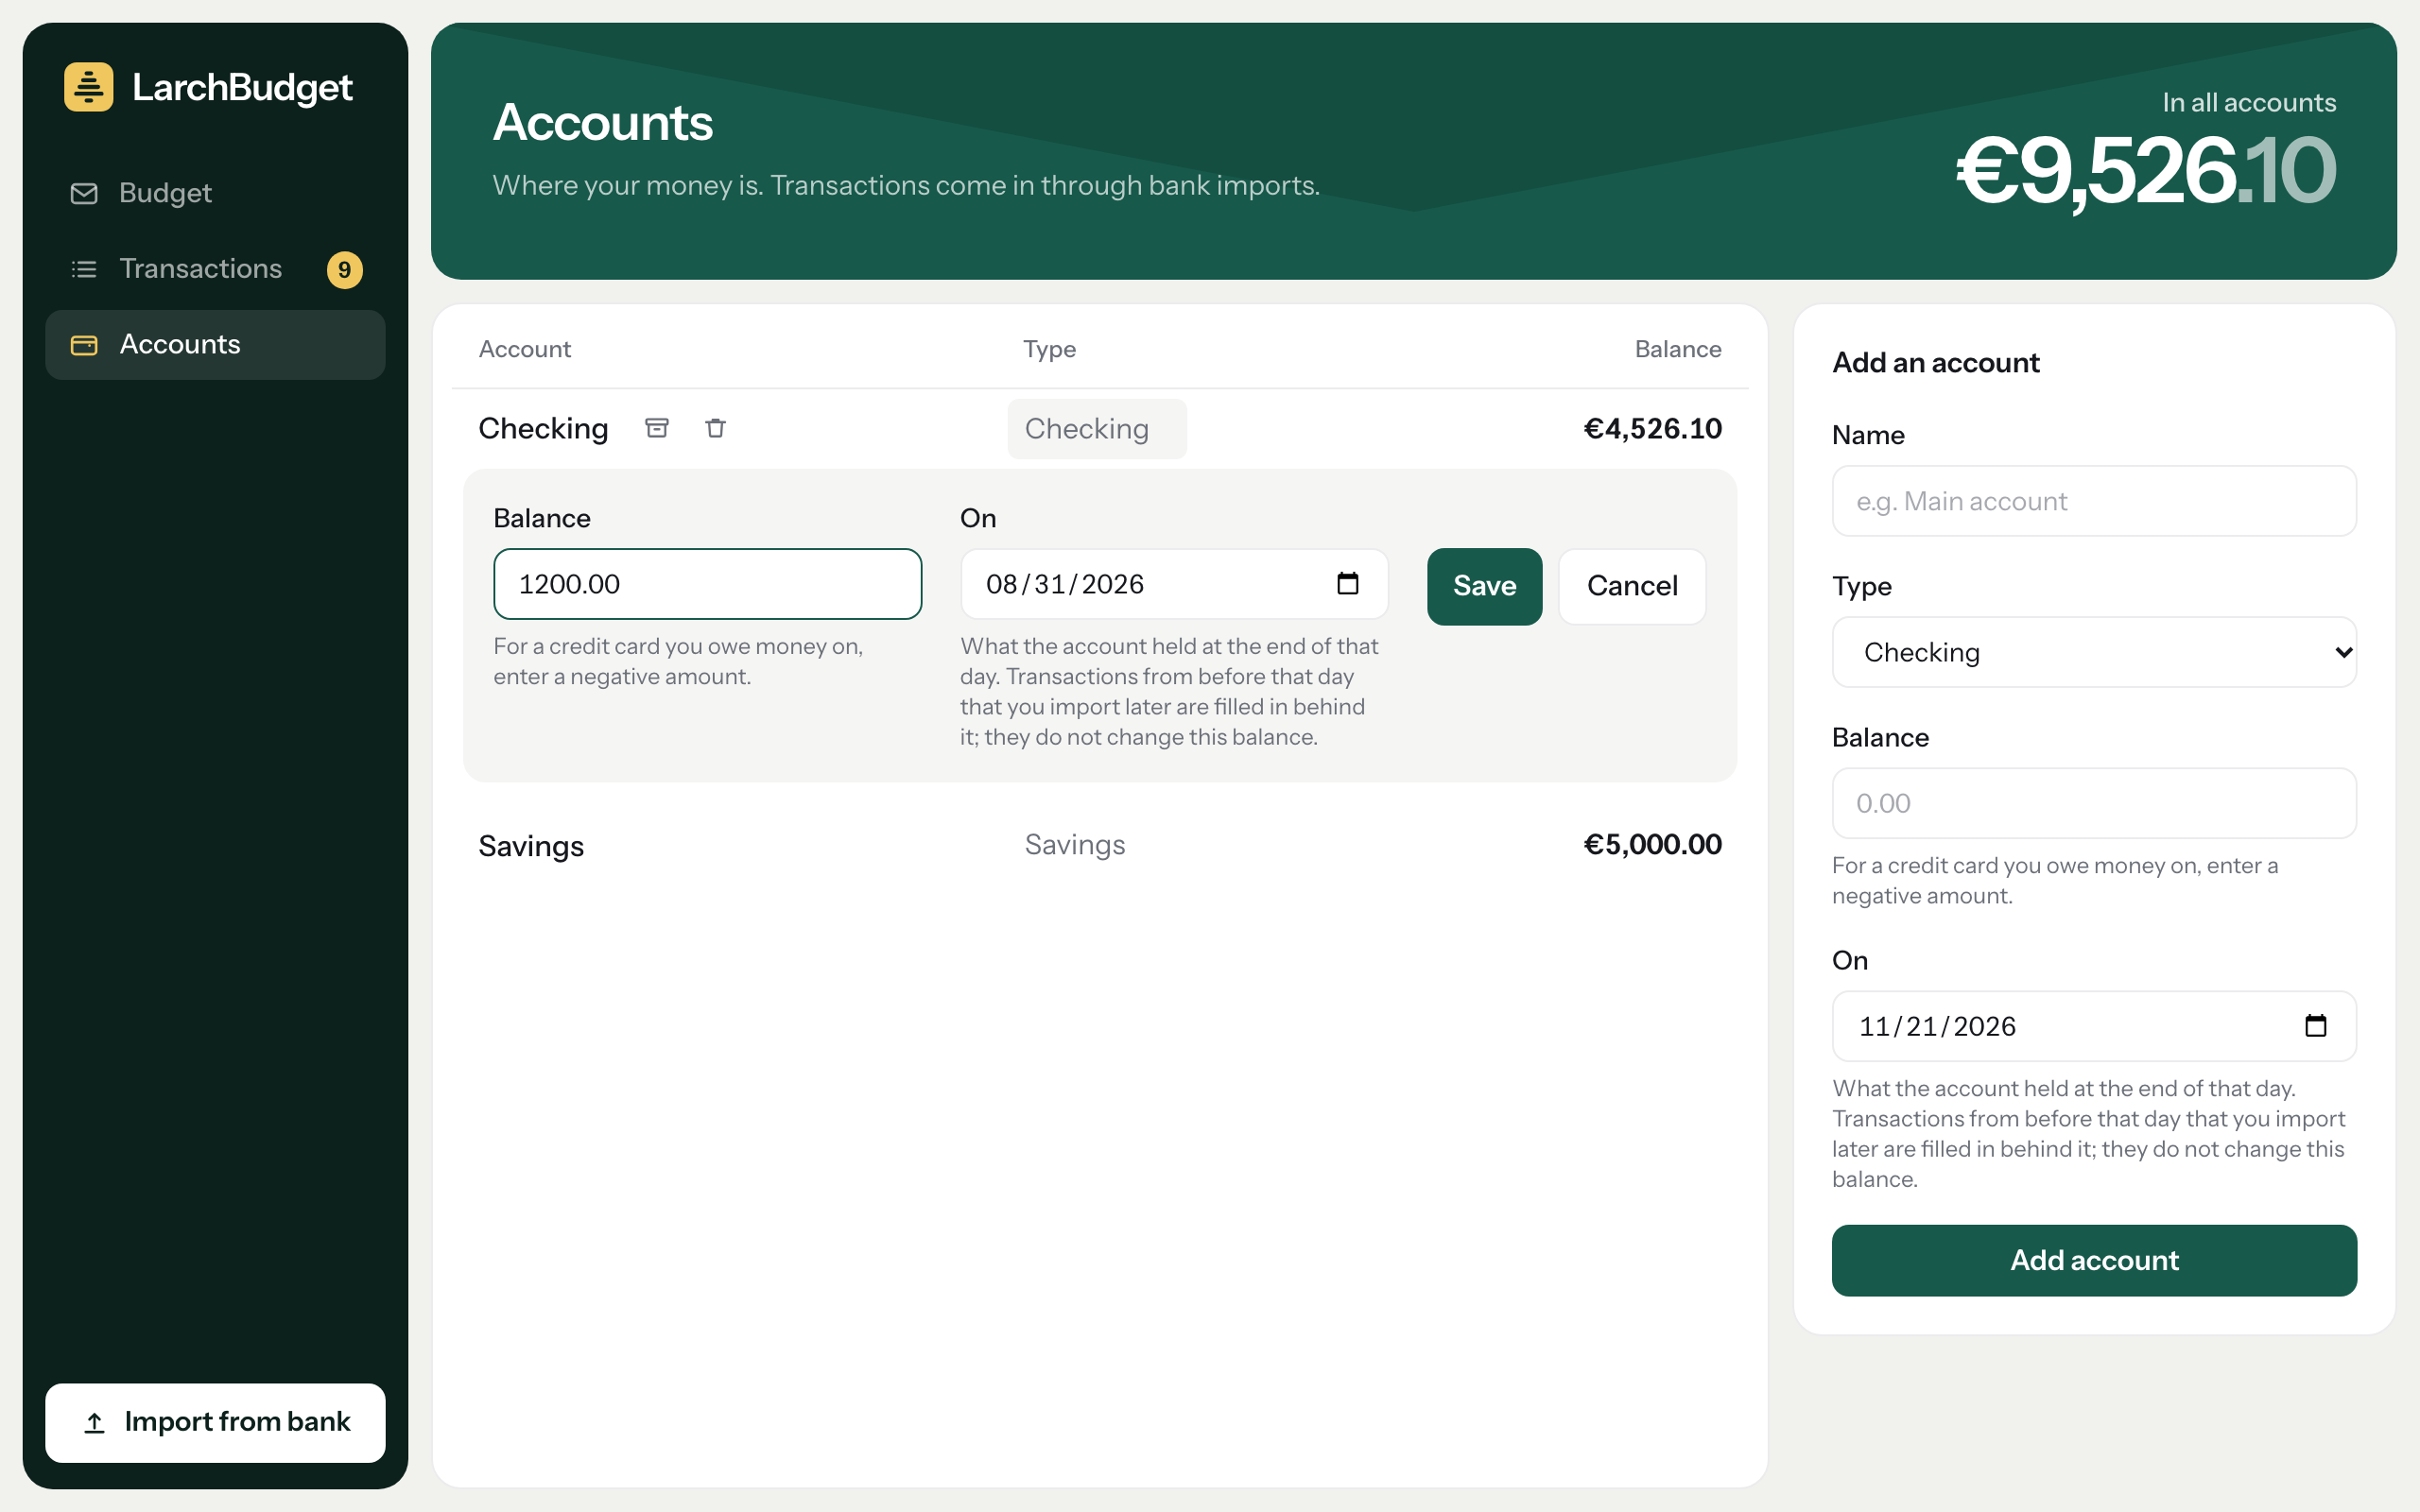 LarchBudget
Budget
Transactions 9
Accounts
Import from bank
Accounts
Where your money is. Transactions come in through bank imports.
In all accounts
€9,526.10
Account Type Balance
Checking Checking €4,526.10
Balance
1200.00
For a credit card you owe money on,
enter a negative amount.
On
08/31/2026
What the account held at the end of that
day. Transactions from before that day
that you import later are filled in behind
it; they do not change this balance.
Save Cancel
Savings Savings €5,000.00
Add an account
Name
e.g. Main account
Type
Checking
Balance
0.00
For a credit card you owe money on, enter a
negative amount.
On
11/21/2026
What the account held at the end of that day.
Transactions from before that day that you import
later are filled in behind it; they do not change this
balance.
Add account